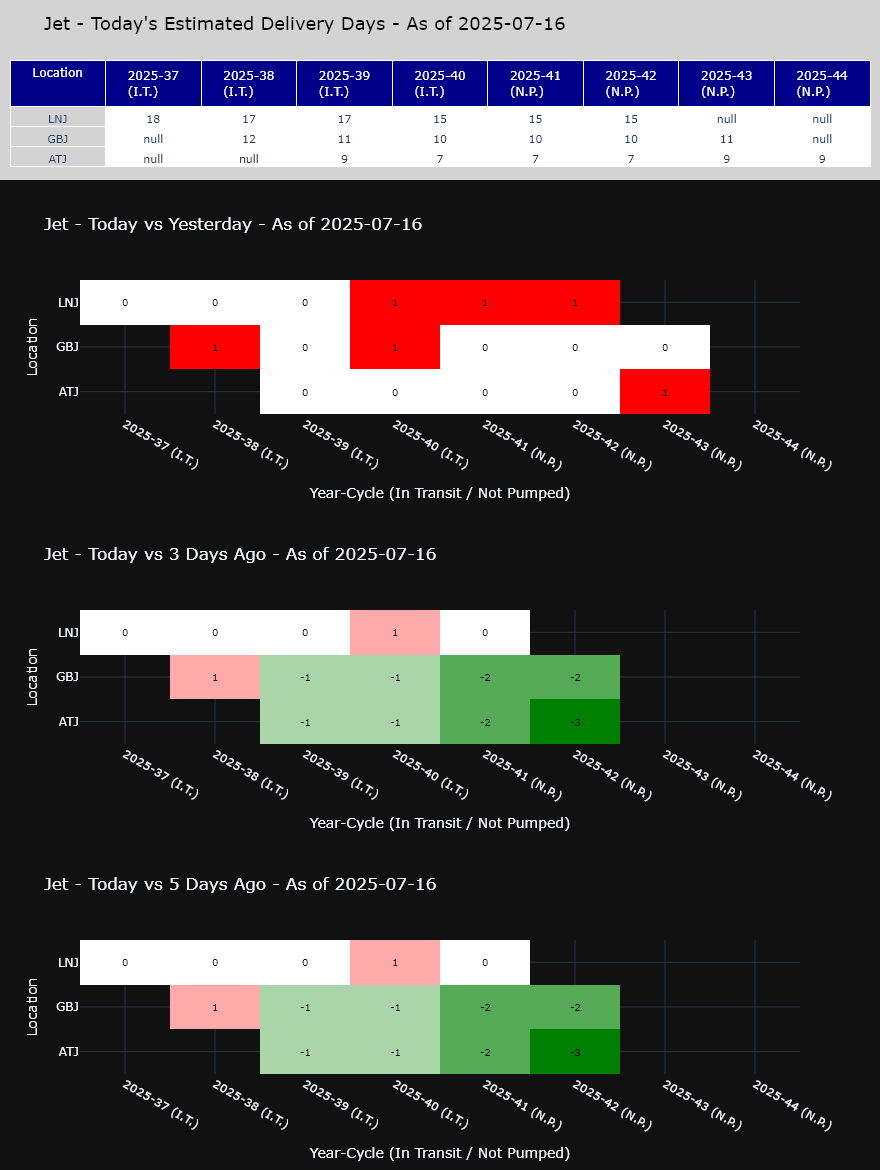 Jet - Today's Estimated Delivery Days - As of 2025-07-16
Location 2025-37 (I.T.) 2025-38 (I.T.) 2025-39 (I.T.) 2025-40 (I.T.) 2025-41 (N.P.) 2025-42 (N.P.) 2025-43 (N.P.) 2025-44 (N.P.)
LNJ 18 17 17 15 15 15 null null
GBJ null 12 11 10 10 10 11 null
ATJ null null 9 7 7 7 9 9
Jet - Today vs Yesterday - As of 2025-07-16
Location
LNJ 0 0 0 1 1 1
GBJ 1 0 1 0 0 0
ATJ 0 0 0 0 1
2025-37 (I.T.) 2025-38 (I.T.) 2025-39 (I.T.) 2025-40 (I.T.) 2025-41 (N.P.) 2025-42 (N.P.) 2025-43 (N.P.) 2025-44 (N.P.)
Year-Cycle (In Transit / Not Pumped)
Jet - Today vs 3 Days Ago - As of 2025-07-16
Location
LNJ 0 0 0 1 0
GBJ 1 -1 -1 -2 -2
ATJ -1 -1 -2 -3
2025-37 (I.T.) 2025-38 (I.T.) 2025-39 (I.T.) 2025-40 (I.T.) 2025-41 (N.P.) 2025-42 (N.P.) 2025-43 (N.P.) 2025-44 (N.P.)
Year-Cycle (In Transit / Not Pumped)
Jet - Today vs 5 Days Ago - As of 2025-07-16
Location
LNJ 0 0 0 1 0
GBJ 1 -1 -1 -2 -2
ATJ -1 -1 -2 -3
2025-37 (I.T.) 2025-38 (I.T.) 2025-39 (I.T.) 2025-40 (I.T.) 2025-41 (N.P.) 2025-42 (N.P.) 2025-43 (N.P.) 2025-44 (N.P.)
Year-Cycle (In Transit / Not Pumped)